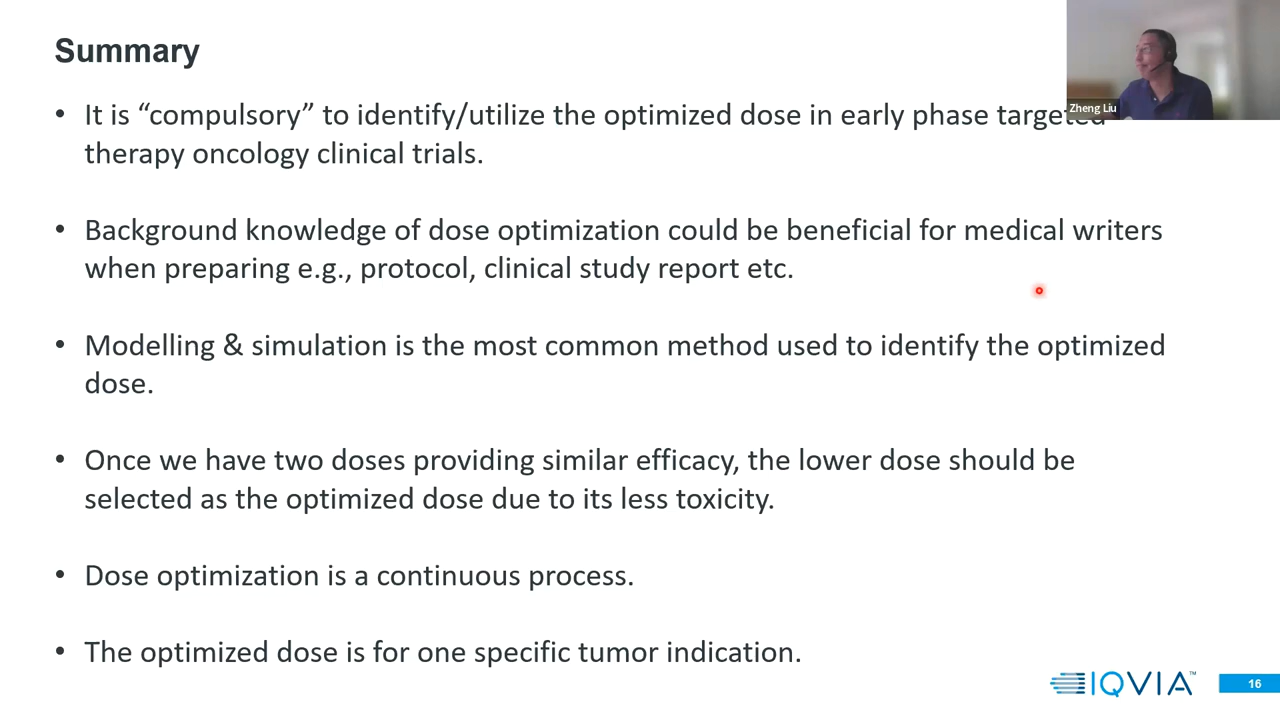 Summary
Zheng Liu
• It is “compulsory” to identify/utilize the optimized dose in early phase targeted
therapy oncology clinical trials.
• Background knowledge of dose optimization could be beneficial for medical writers
when preparing e.g., protocol, clinical study report etc.
• Modelling & simulation is the most common method used to identify the optimized
dose.
• Once we have two doses providing similar efficacy, the lower dose should be
selected as the optimized dose due to its less toxicity.
• Dose optimization is a continuous process.
• The optimized dose is for one specific tumor indication.
IQVIA™
16